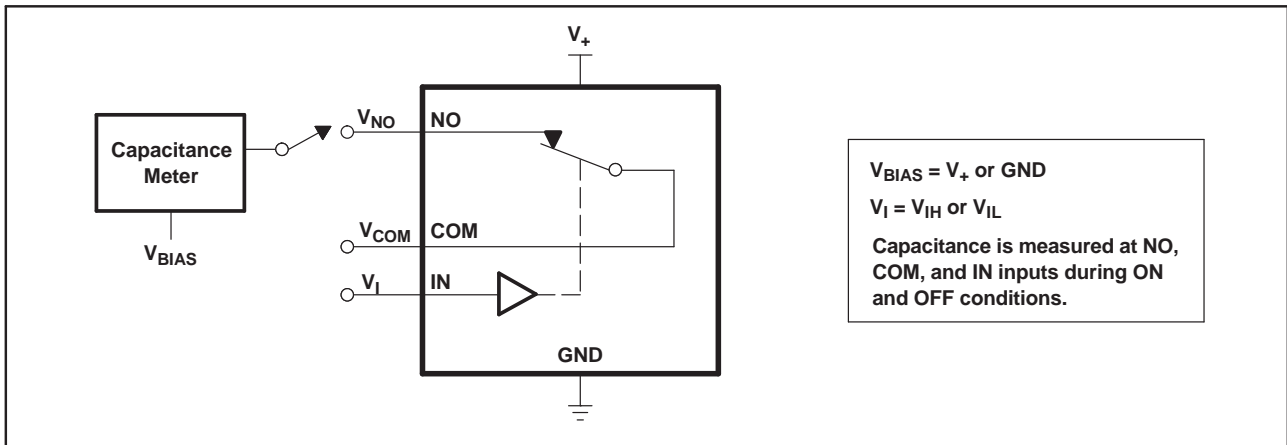 V+
Capacitance
Meter
VBIAS
VNO
NO
VCOM
COM
VI
IN
GND
VBIAS = V+ or GND
VI = VIH or VIL
Capacitance is measured at NO,
COM, and IN inputs during ON
and OFF conditions.